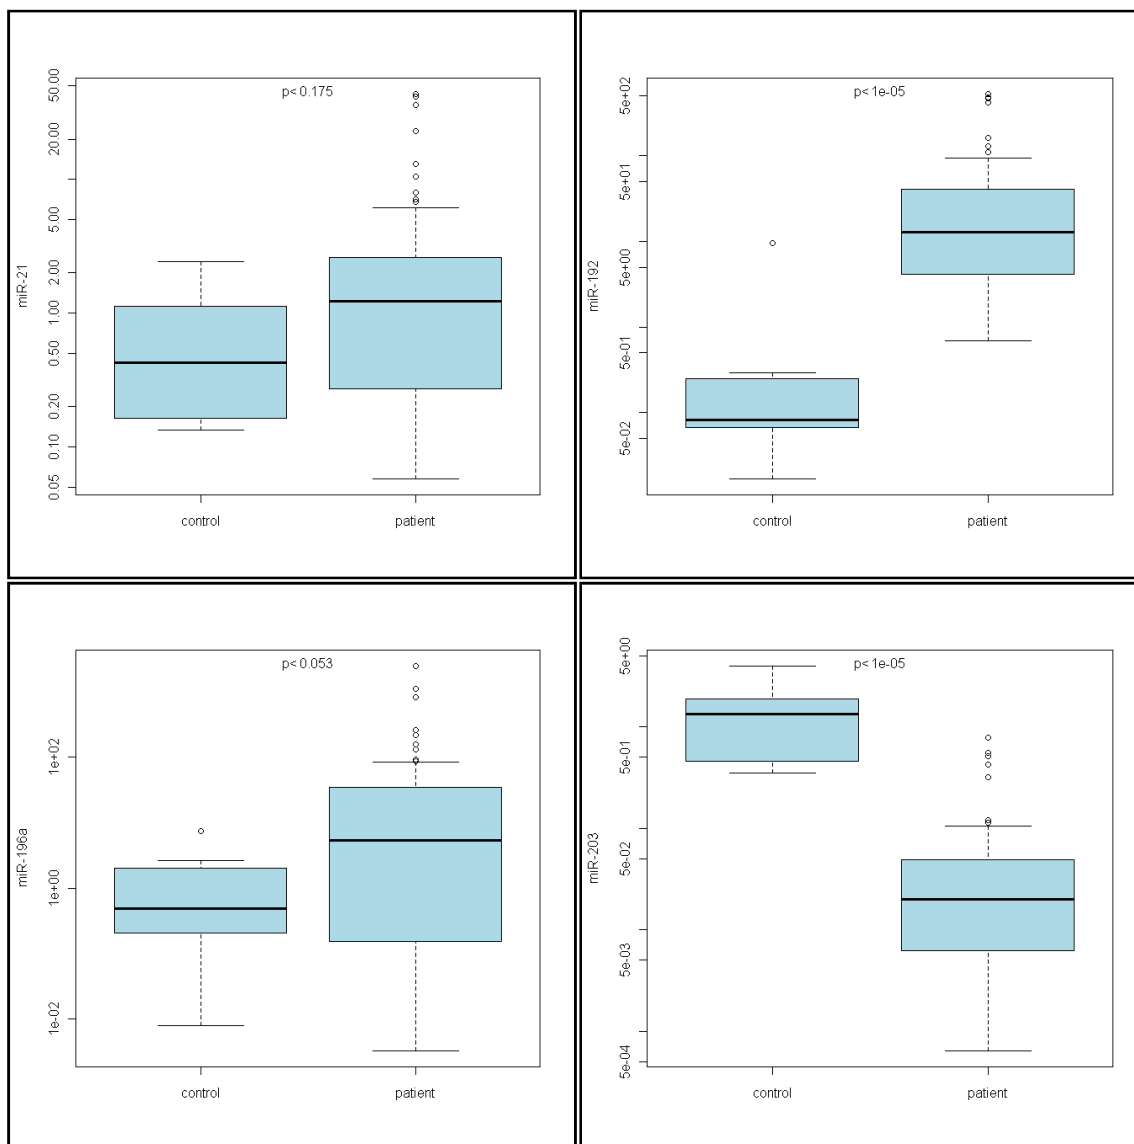 p< 0.175
50.00
20.00
5.00
2.00
1.00
0.50
0.20
0.10
0.05
miR-21
control
patient
p< 1e-05
5e+02
5e+01
5e+00
5e-01
5e-02
miR-192
control
patient
p< 0.053
1e+02
1e+00
1e-02
miR-196a
control
patient
p< 1e-05
5e+00
5e-01
5e-02
5e-03
5e-04
miR-203
control
patient